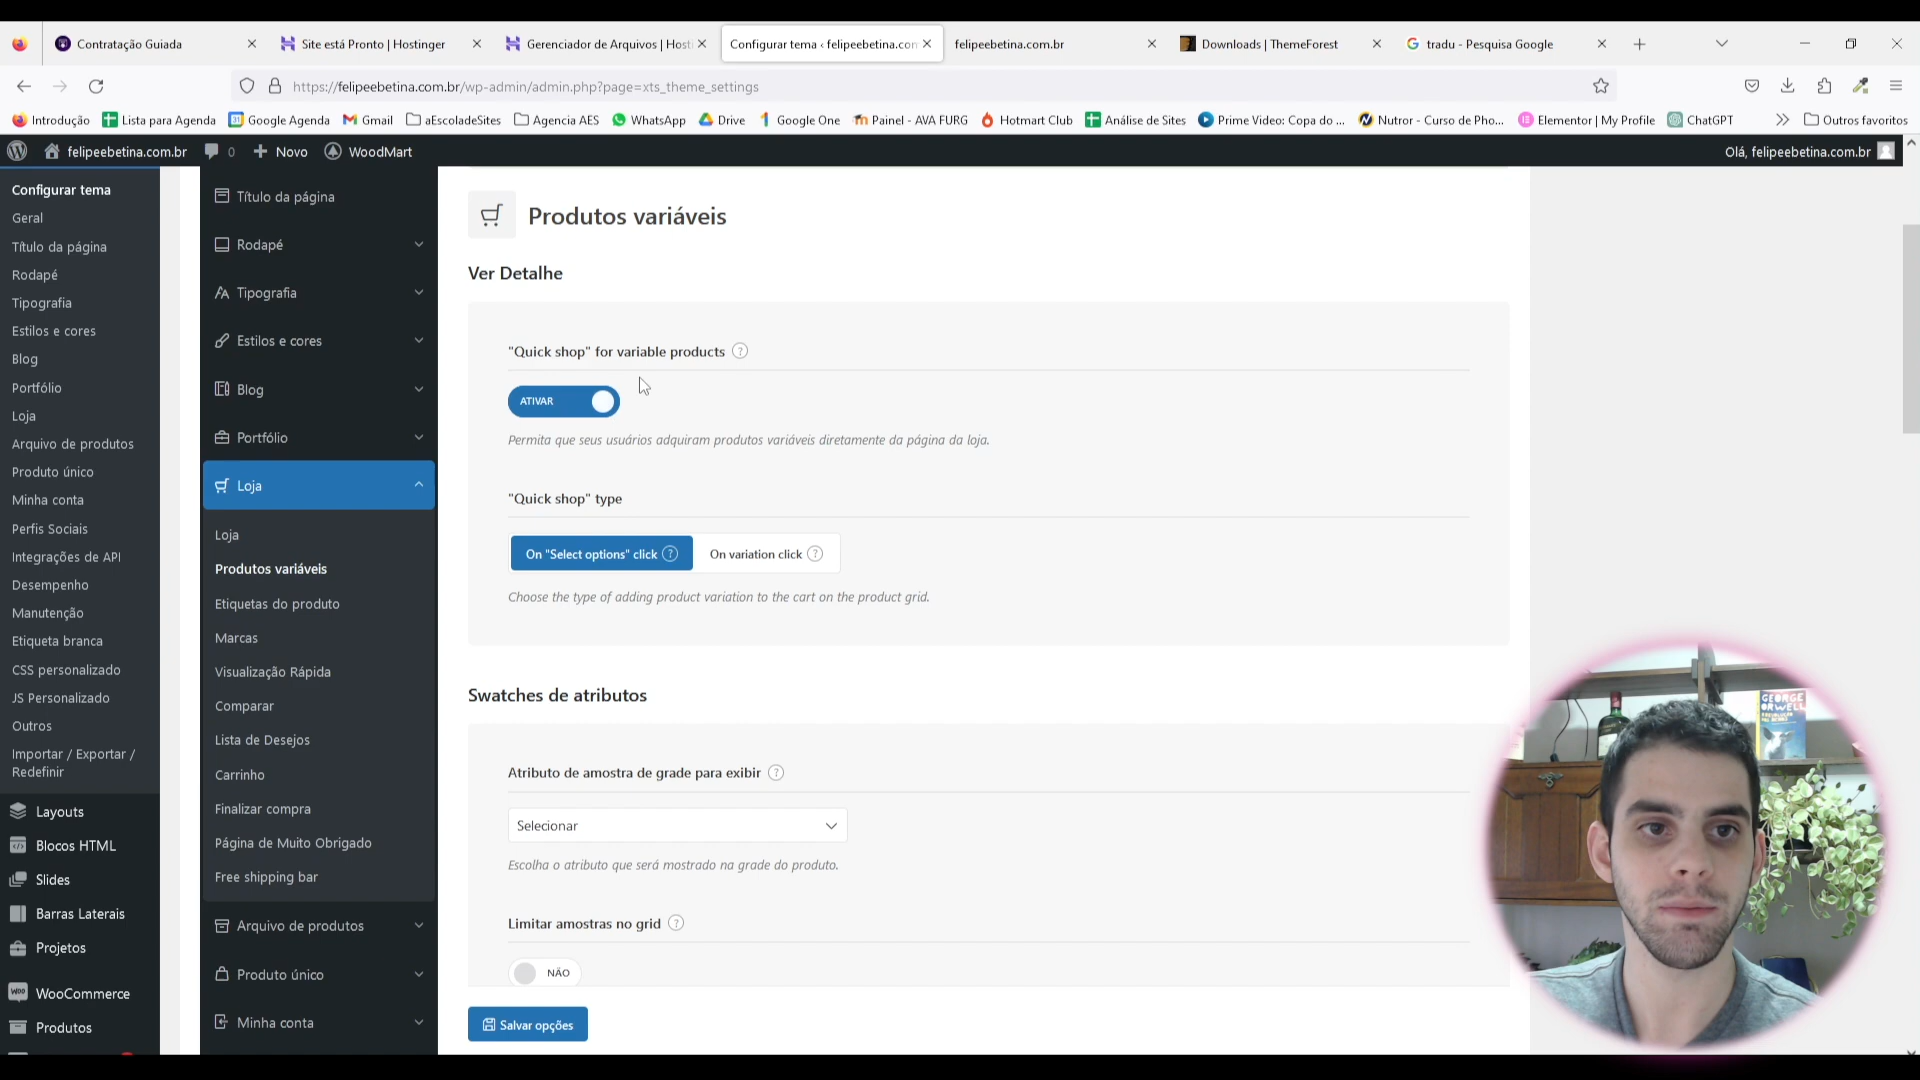 Contratação Guiada
Site está Pronto | Hostinger
Gerenciador de Arquivos | Host
Configurar tema ‹ felipeebetina.com
felipeebetina.com.br
Downloads | ThemeForest
tradu - Pesquisa Google
https://felipeebetina.com.br/wp-admin/admin.php?page=xts_theme_settings
Introdução
Lista para Agenda
Google Agenda
Gmail
aEscoladeSites
Agencia AES
WhatsApp
Drive
Google One
Painel - AVA FURG
Hotmart Club
Análise de Sites
Prime Video: Copa do ...
Nutror - Curso de Pho...
Elementor | My Profile
ChatGPT
Outros favoritos
felipeebetina.com.br
0
Novo
WoodMart
Olá, felipeebetina.com.br
Configurar tema
Geral
Título da página
Rodapé
Tipografia
Estilos e cores
Blog
Portfólio
Loja
Arquivo de produtos
Produto único
Minha conta
Perfis Sociais
Integrações de API
Desempenho
Manutenção
Etiqueta branca
CSS personalizado
JS Personalizado
Outros
Importar / Exportar /
Redefinir
Layouts
Blocos HTML
Slides
Barras Laterais
Projetos
WooCommerce
Produtos
Título da página
Rodapé
Tipografia
Estilos e cores
Blog
Portfólio
Loja
Loja
Produtos variáveis
Etiquetas do produto
Marcas
Visualização Rápida
Comparar
Lista de Desejos
Carrinho
Finalizar compra
Página de Muito Obrigado
Free shipping bar
Arquivo de produtos
Produto único
Minha conta
Produtos variáveis
Ver Detalhe
"Quick shop" for variable products ?
ATIVAR
Permita que seus usuários adquiram produtos variáveis diretamente da página da loja.
"Quick shop" type
On "Select options" click ?
On variation click ?
Choose the type of adding product variation to the cart on the product grid.
Swatches de atributos
Atributo de amostra de grade para exibir ?
Selecionar
Escolha o atributo que será mostrado na grade do produto.
Limitar amostras no grid ?
NÃO
Salvar opções
GEORGE
ORWELL